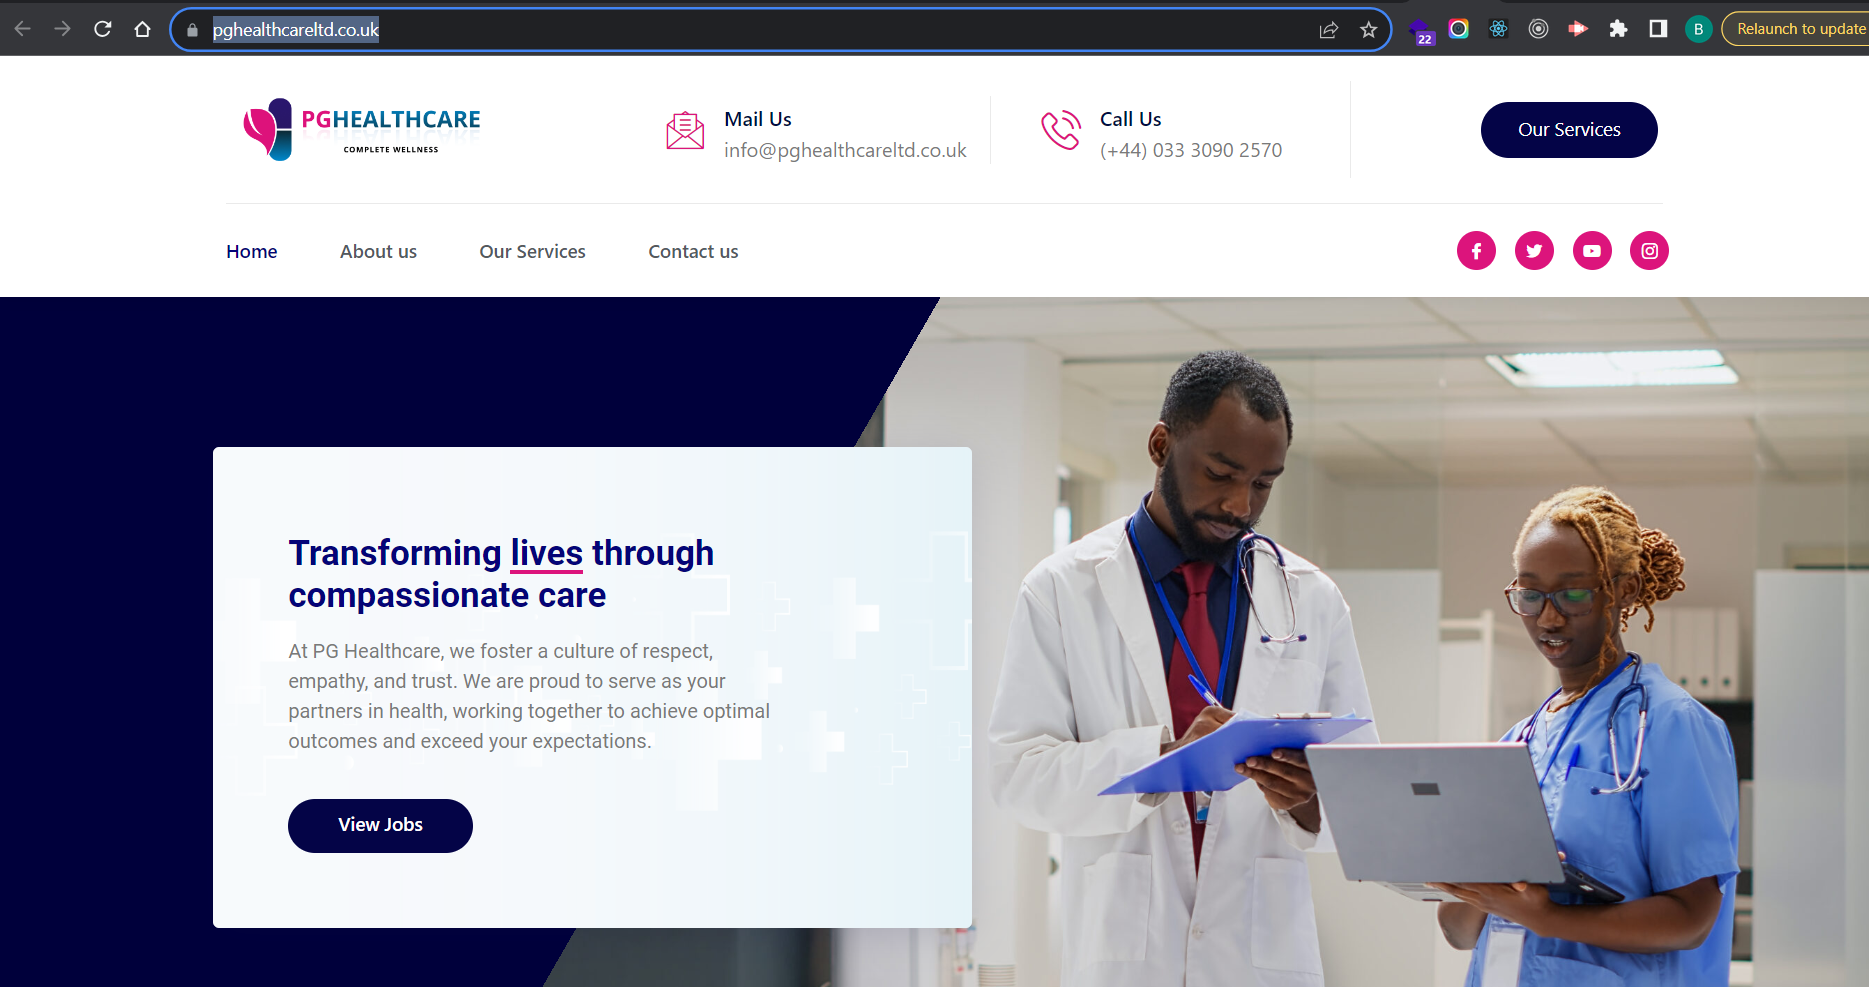 pghealthcareltd.co.uk
22
B
Relaunch to update
PGHEALTHCARE
COMPLETE WELLNESS
Mail Us
info@pghealthcareltd.co.uk
Call Us
(+44) 033 3090 2570
Our Services
Home
About us
Our Services
Contact us
Transforming lives through
compassionate care
At PG Healthcare, we foster a culture of respect,
empathy, and trust. We are proud to serve as your
partners in health, working together to achieve optimal
outcomes and exceed your expectations.
View Jobs